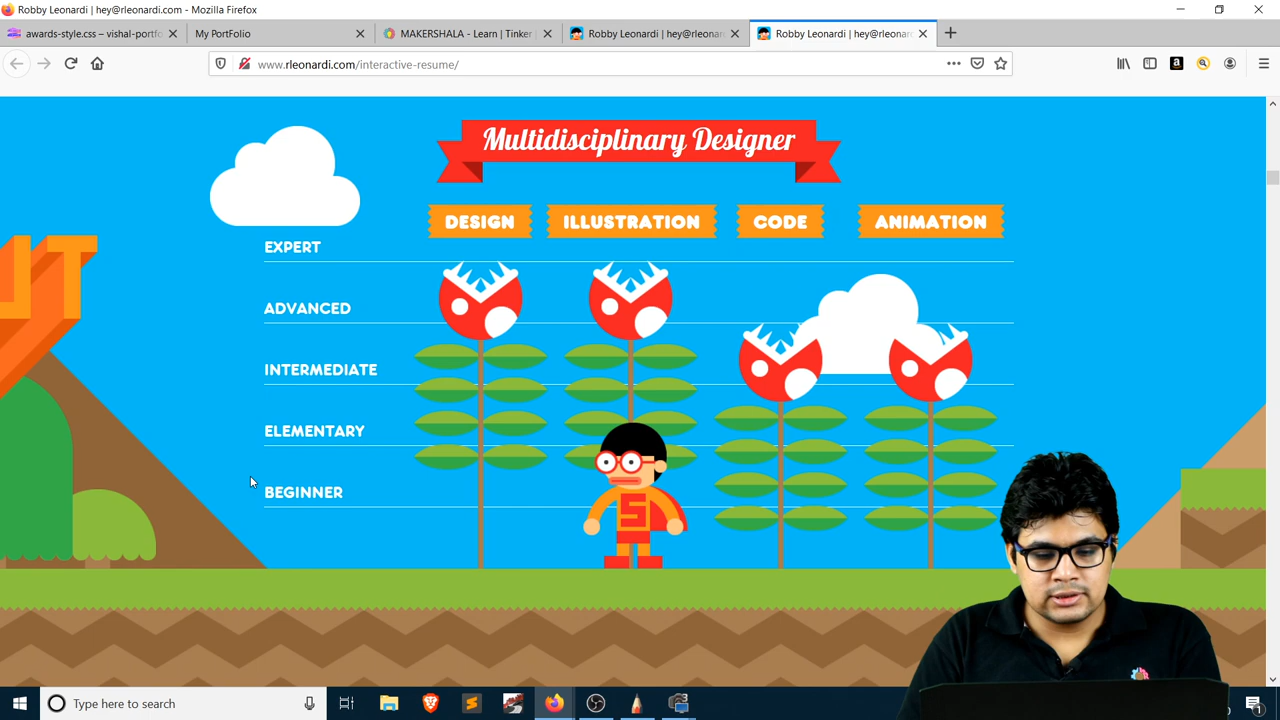 Robby Leonardi | hey@rleonardi.com - Mozilla Firefox
awards-style.css – vishal-portfo
My PortFolio
MAKERSHALA - Learn | Tinker
Robby Leonardi | hey@rleonar
Robby Leonardi | hey@rleonar
www.rleonardi.com/interactive-resume/
Multidisciplinary Designer
DESIGN
ILLUSTRATION
CODE
ANIMATION
EXPERT
ADVANCED
INTERMEDIATE
ELEMENTARY
BEGINNER
UT
S
Type here to search